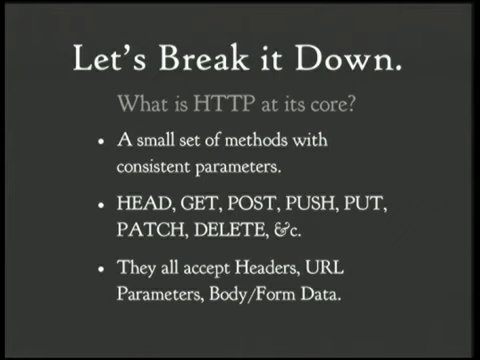 Let's Break it Down.
What is HTTP at its core?
• A small set of methods with
consistent parameters.
• HEAD, GET, POST, PUSH, PUT,
PATCH, DELETE, &c.
• They all accept Headers, URL
Parameters, Body/Form Data.